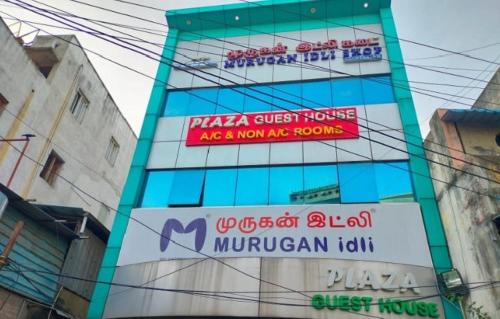 முருகன் இட்லி கடை
MURUGAN IDLI SHOP
PLAZA GUEST HOUSE
A/C & NON A/C ROOMS
M முருகன் இட்லி®
MURUGAN idli
PLAZA
GUEST HOUSE